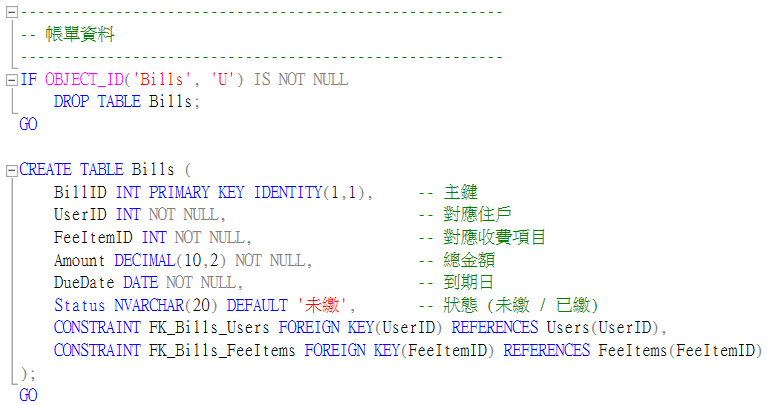 -------------------------------------------------------
-- 帳單資料
-------------------------------------------------------
IF OBJECT_ID('Bills', 'U') IS NOT NULL
    DROP TABLE Bills;
GO

CREATE TABLE Bills (
    BillID INT PRIMARY KEY IDENTITY(1,1),     -- 主鍵
    UserID INT NOT NULL,                      -- 對應住戶
    FeeItemID INT NOT NULL,                   -- 對應收費項目
    Amount DECIMAL(10,2) NOT NULL,            -- 總金額
    DueDate DATE NOT NULL,                    -- 到期日
    Status NVARCHAR(20) DEFAULT '未繳',       -- 狀態 (未繳 / 已繳)
    CONSTRAINT FK_Bills_Users FOREIGN KEY(UserID) REFERENCES Users(UserID),
    CONSTRAINT FK_Bills_FeeItems FOREIGN KEY(FeeItemID) REFERENCES FeeItems(FeeItemID)
);
GO